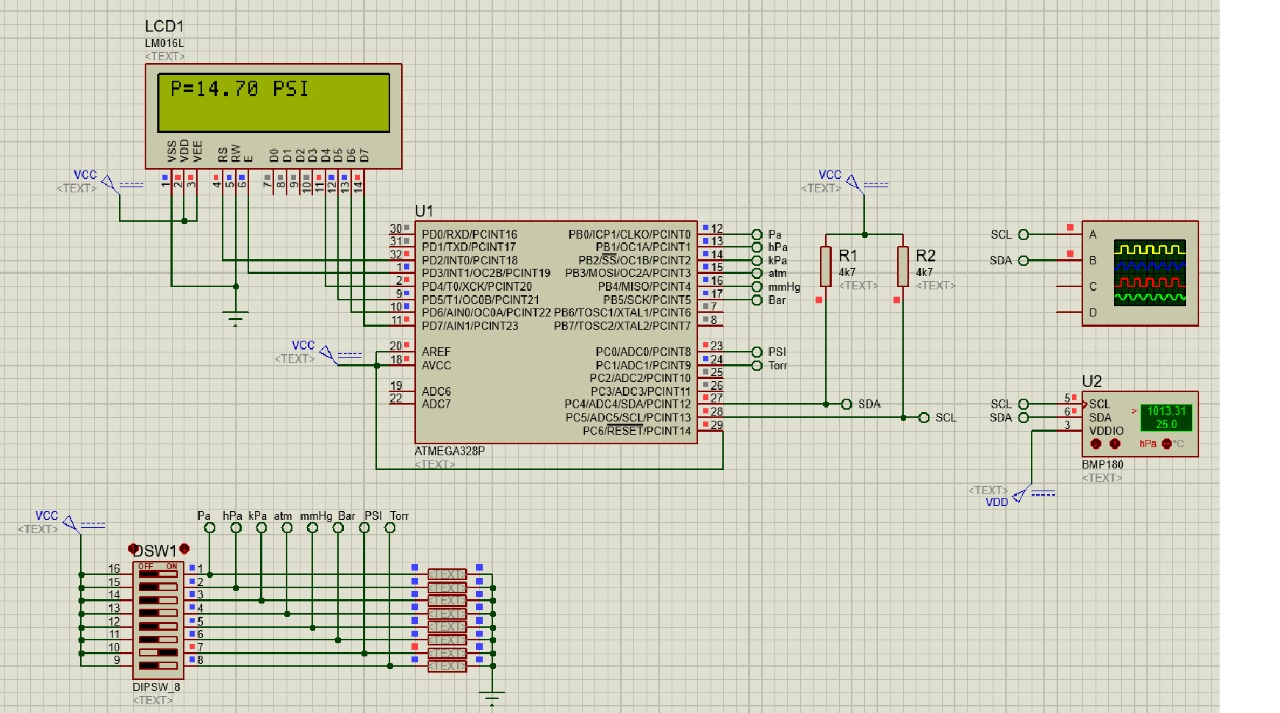 LCD1
LM016L
<TEXT>
P=14.70 PSI
VSS VDD VEE RS RW E D0 D1 D2 D3 D4 D5 D6 D7
1 2 3 4 5 6 7 8 9 10 11 12 13 14
VCC
<TEXT>
U1
30 PD0/RXD/PCINT16 PB0/ICP1/CLKO/PCINT0 12 Pa
31 PD1/TXD/PCINT17 PB1/OC1A/PCINT1 13 hPa
32 PD2/INT0/PCINT18 PB2/SS/OC1B/PCINT2 14 kPa
1 PD3/INT1/OC2B/PCINT19 PB3/MOSI/OC2A/PCINT3 15 atm
2 PD4/T0/XCK/PCINT20 PB4/MISO/PCINT4 16 mmHg
9 PD5/T1/OC0B/PCINT21 PB5/SCK/PCINT5 17 Bar
10 PD6/AIN0/OC0A/PCINT22 PB6/TOSC1/XTAL1/PCINT6 7
11 PD7/AIN1/PCINT23 PB7/TOSC2/XTAL2/PCINT7 8
20 AREF PC0/ADC0/PCINT8 23 PSI
18 AVCC PC1/ADC1/PCINT9 24 Torr
PC2/ADC2/PCINT10 25
19 ADC6 PC3/ADC3/PCINT11 26
22 ADC7 PC4/ADC4/SDA/PCINT12 27 SDA
PC5/ADC5/SCL/PCINT13 28 SCL
PC6/RESET/PCINT14 29
ATMEGA328P
<TEXT>
VCC
VCC
<TEXT>
R1
4k7
<TEXT>
R2
4k7
<TEXT>
SCL A
SDA B
C
D
U2
SCL 5 SCL
SDA 6 SDA
3 VDDIO
> 1013.31
25.0
hPa °C
BMP180
<TEXT>
<TEXT>
VDD
VCC
<TEXT>
Pa hPa kPa atm mmHg Bar PSI Torr
DSW1
OFF ON
16 1 <TEXT>
15 2 <TEXT>
14 3 <TEXT>
13 4 <TEXT>
12 5 <TEXT>
11 6 <TEXT>
10 7 <TEXT>
9 8 <TEXT>
DIPSW_8
<TEXT>